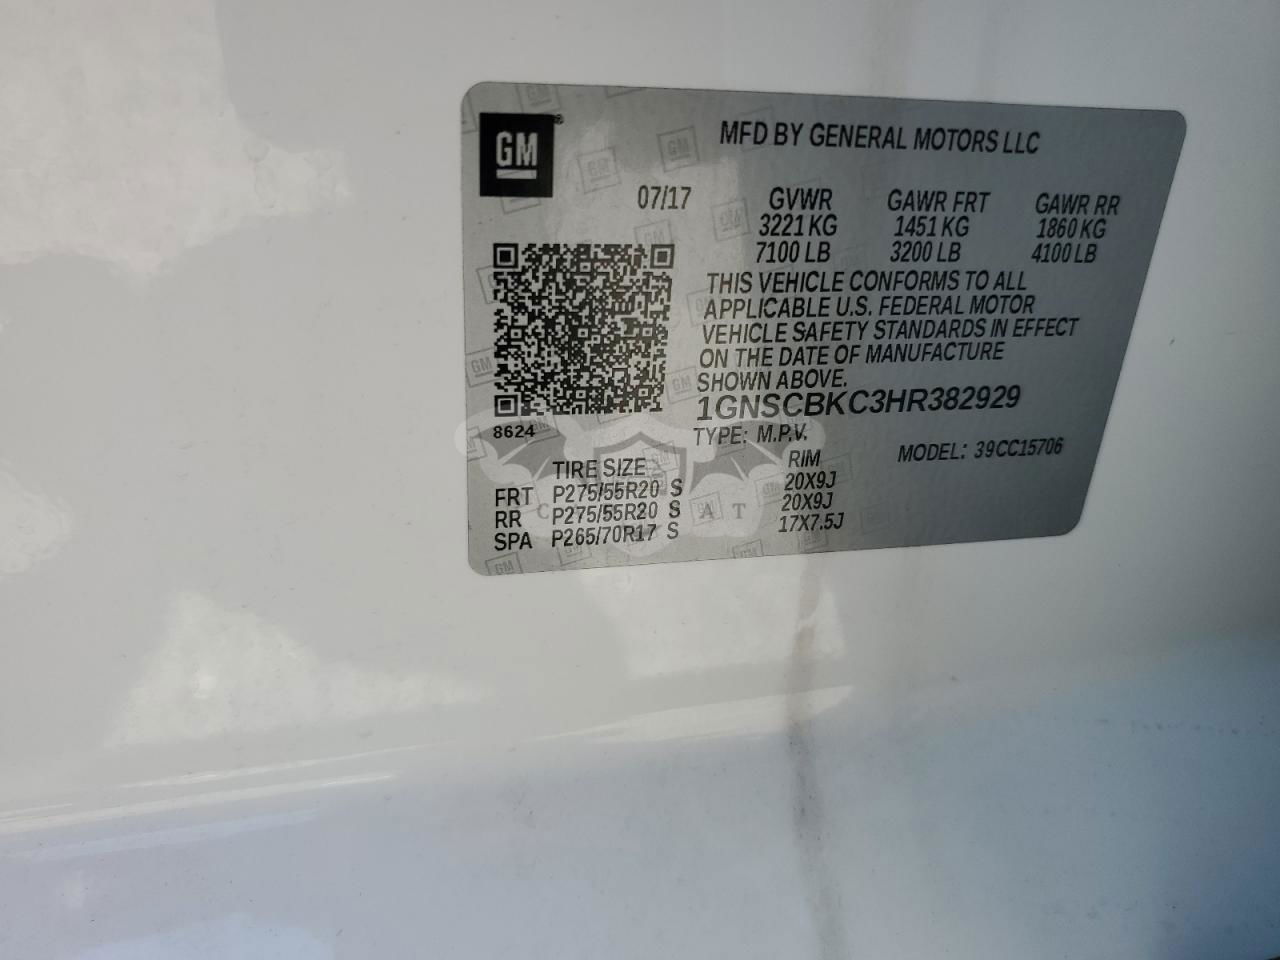 GM
MFD BY GENERAL MOTORS LLC
07/17 GVWR GAWR FRT GAWR RR
3221 KG 1451 KG 1860 KG
7100 LB 3200 LB 4100 LB
THIS VEHICLE CONFORMS TO ALL
APPLICABLE U.S. FEDERAL MOTOR
VEHICLE SAFETY STANDARDS IN EFFECT
ON THE DATE OF MANUFACTURE
SHOWN ABOVE.
1GNSCBKC3HR382929
8624
TYPE: M.P.V. MODEL: 39CC15706
TIRE SIZE RIM
FRT P275/55R20 S 20X9J
RR P275/55R20 S 20X9J
SPA P265/70R17 S 17X7.5J